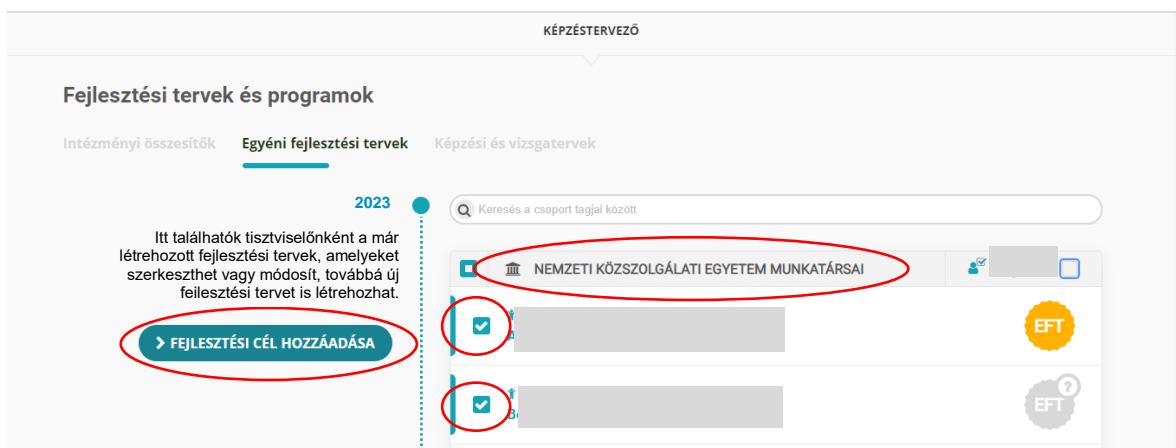 KÉPZÉSTERVEZŐ
Fejlesztési tervek és programok
Intézményi összesítők Egyéni fejlesztési tervek Képzési és vizsgatervek
2023
Keresés a csoport tagjai között
Itt találhatók tisztviselőnként a már
létrehozott fejlesztési tervek, amelyeket
szerkeszthet vagy módosít, továbbá új
fejlesztési tervet is létrehozhat.
FEJLESZTÉSI CÉL HOZZÁADÁSA
NEMZETI KÖZSZOLGÁLATI EGYETEM MUNKATÁRSAI
EFT
EFT
?